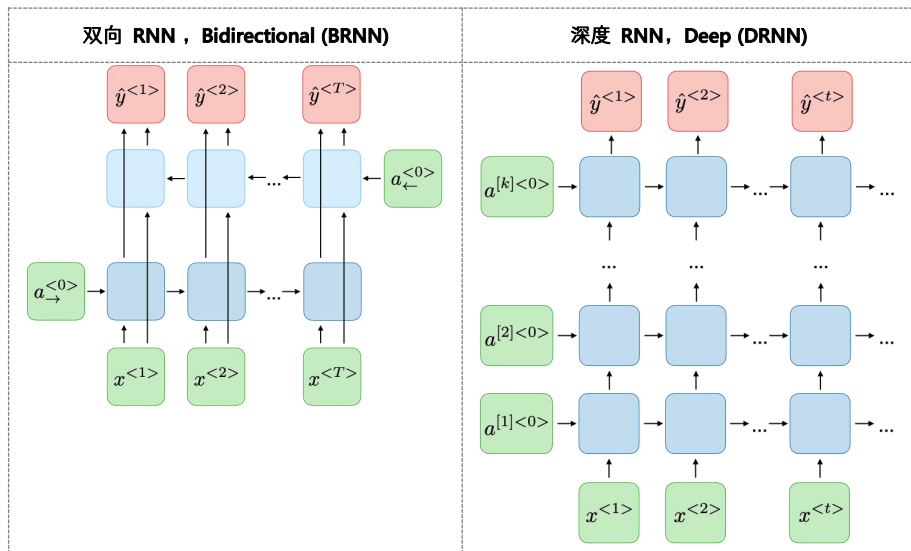 双向 RNN ，Bidirectional (BRNN)
ŷ<1> ŷ<2> ŷ<T>
... a←<0>
a→<0> ...
x<1> x<2> x<T>
深度 RNN，Deep (DRNN)
ŷ<1> ŷ<2> ŷ<t>
a[k]<0> ... ...
... ... ...
a[2]<0> ... ...
a[1]<0> ... ...
x<1> x<2> x<t>